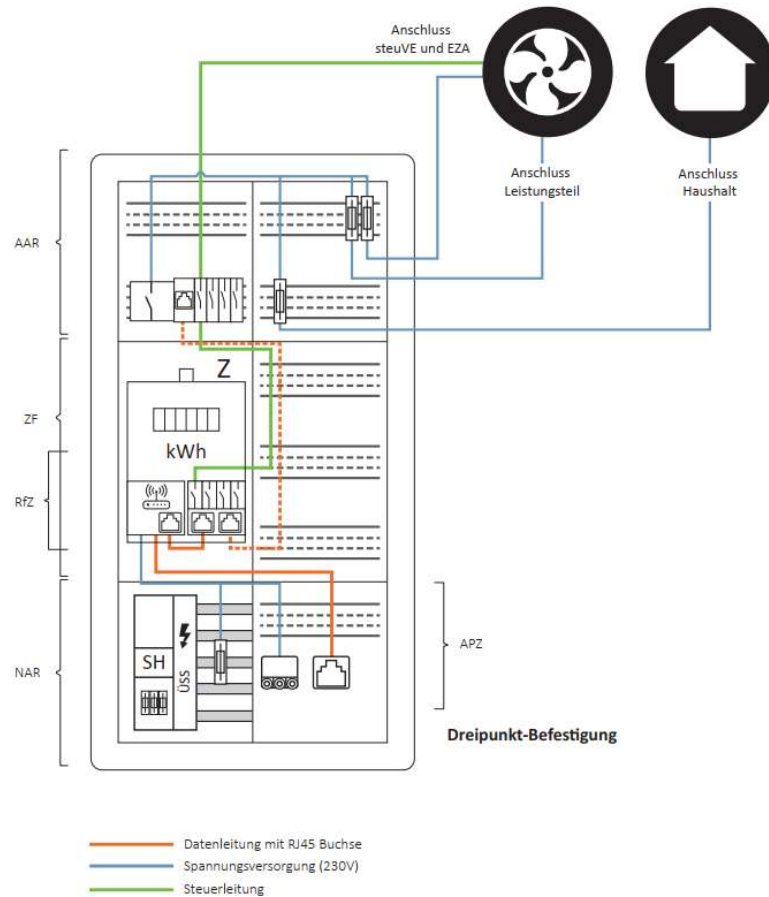 Anschluss
steuVE und EZA
Anschluss
Leistungsteil
Anschluss
Haushalt
AAR
Z
ZF
kWh
RfZ
NAR
SH
ÜSS
APZ
Dreipunkt-Befestigung
Datenleitung mit RJ45 Buchse
Spannungsversorgung (230V)
Steuerleitung